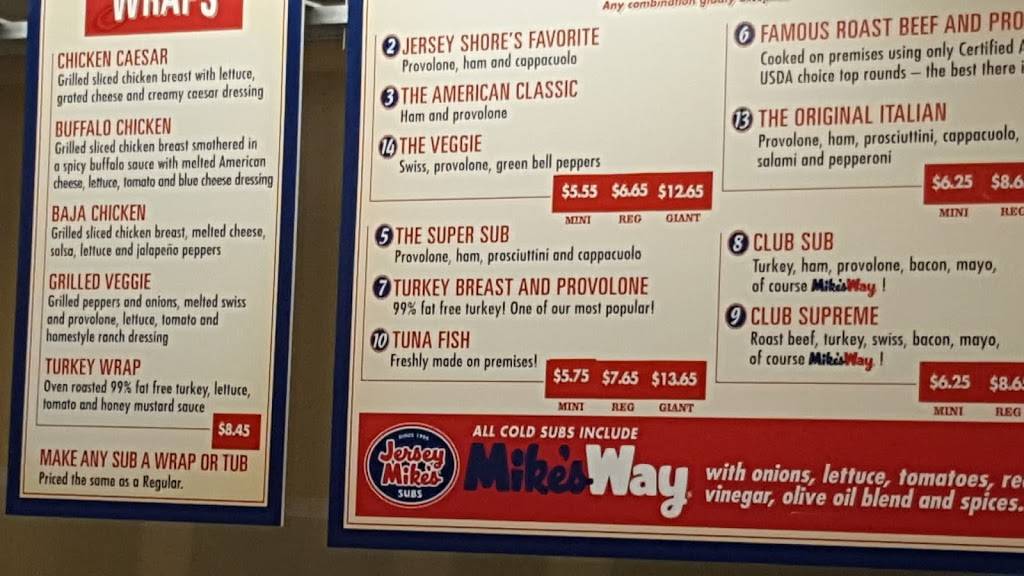 WRAPS
CHICKEN CAESAR
Grilled sliced chicken breast with lettuce,
grated cheese and creamy caesar dressing
BUFFALO CHICKEN
Grilled sliced chicken breast smothered in
a spicy buffalo sauce with melted American
cheese, lettuce, tomato and blue cheese dressing
BAJA CHICKEN
Grilled sliced chicken breast, melted cheese,
salsa, lettuce and jalapeño peppers
GRILLED VEGGIE
Grilled peppers and onions, melted swiss
and provolone, lettuce, tomato and
homestyle ranch dressing
TURKEY WRAP
Oven roasted 99% fat free turkey, lettuce,
tomato and honey mustard sauce
$8.45
MAKE ANY SUB A WRAP OR TUB
Priced the same as a Regular.
Any combination
2 JERSEY SHORE'S FAVORITE
Provolone, ham and cappacuolo
3 THE AMERICAN CLASSIC
Ham and provolone
14 THE VEGGIE
Swiss, provolone, green bell peppers
$5.55 $6.65 $12.65
MINI REG GIANT
5 THE SUPER SUB
Provolone, ham, prosciuttini and cappacuolo
7 TURKEY BREAST AND PROVOLONE
99% fat free turkey! One of our most popular!
10 TUNA FISH
Freshly made on premises!
$5.75 $7.65 $13.65
MINI REG GIANT
6 FAMOUS ROAST BEEF AND PRO
Cooked on premises using only Certified A
USDA choice top rounds – the best there i
13 THE ORIGINAL ITALIAN
Provolone, ham, prosciuttini, cappacuolo,
salami and pepperoni
$6.25 $8.6
MINI REG
8 CLUB SUB
Turkey, ham, provolone, bacon, mayo,
of course Mike's Way !
9 CLUB SUPREME
Roast beef, turkey, swiss, bacon, mayo,
of course Mike's Way !
$6.25 $8.6
MINI REG
SINCE 1956
Jersey
Mike's
SUBS
ALL COLD SUBS INCLUDE
Mike's Way
with onions, lettuce, tomatoes, re
vinegar, olive oil blend and spices.